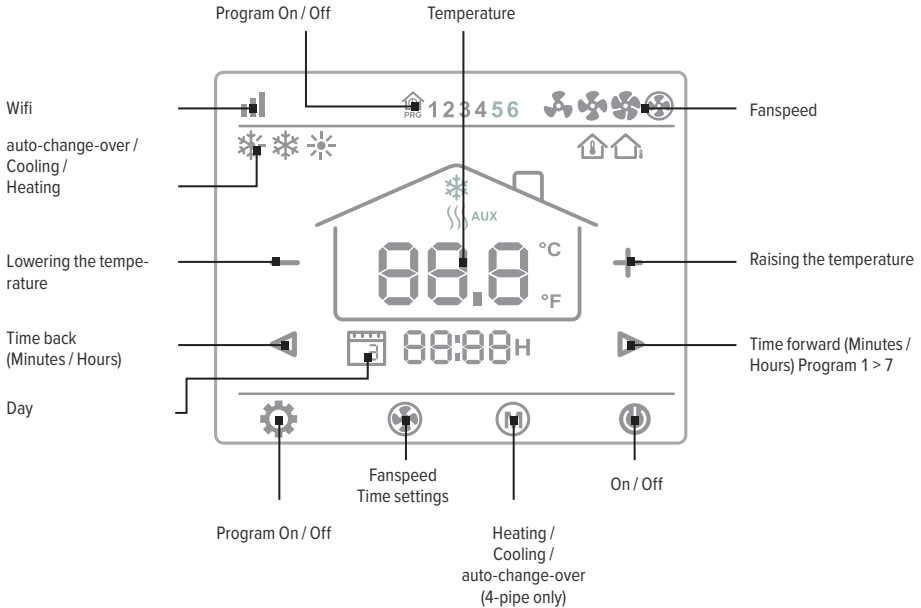 Program On / Off
Temperature
Wifi
PRG
1 2 3 4 5 6
Fanspeed
auto-change-over /
Cooling /
Heating
AUX
Lowering the tempe-
rature
88.8
°C
°F
Raising the temperature
Time back
(Minutes / Hours)
3
88:88 H
Time forward (Minutes /
Hours) Program 1 > 7
Day
M
Fanspeed
Time settings
On / Off
Program On / Off
Heating /
Cooling /
auto-change-over
(4-pipe only)